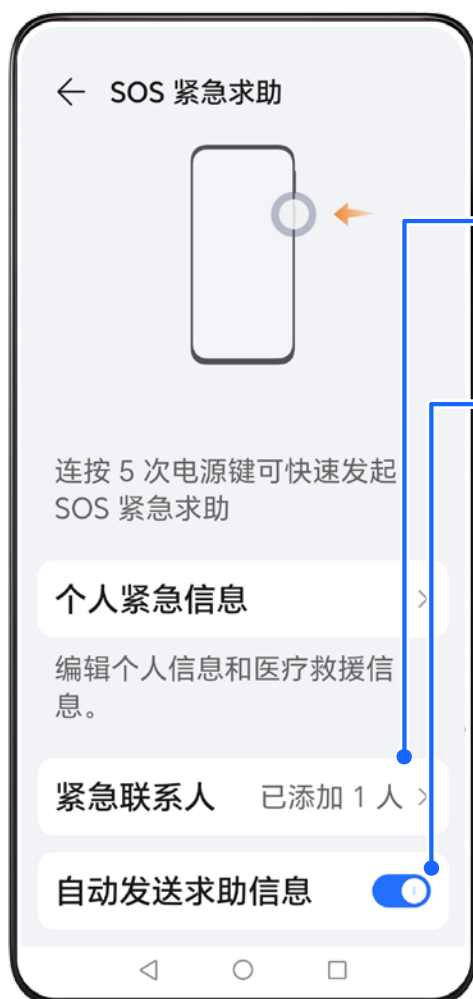 SOS 紧急求助
连按 5 次电源键可快速发起
SOS 紧急求助
个人紧急信息
编辑个人信息和医疗救援信
息。
紧急联系人 已添加 1 人
自动发送求助信息